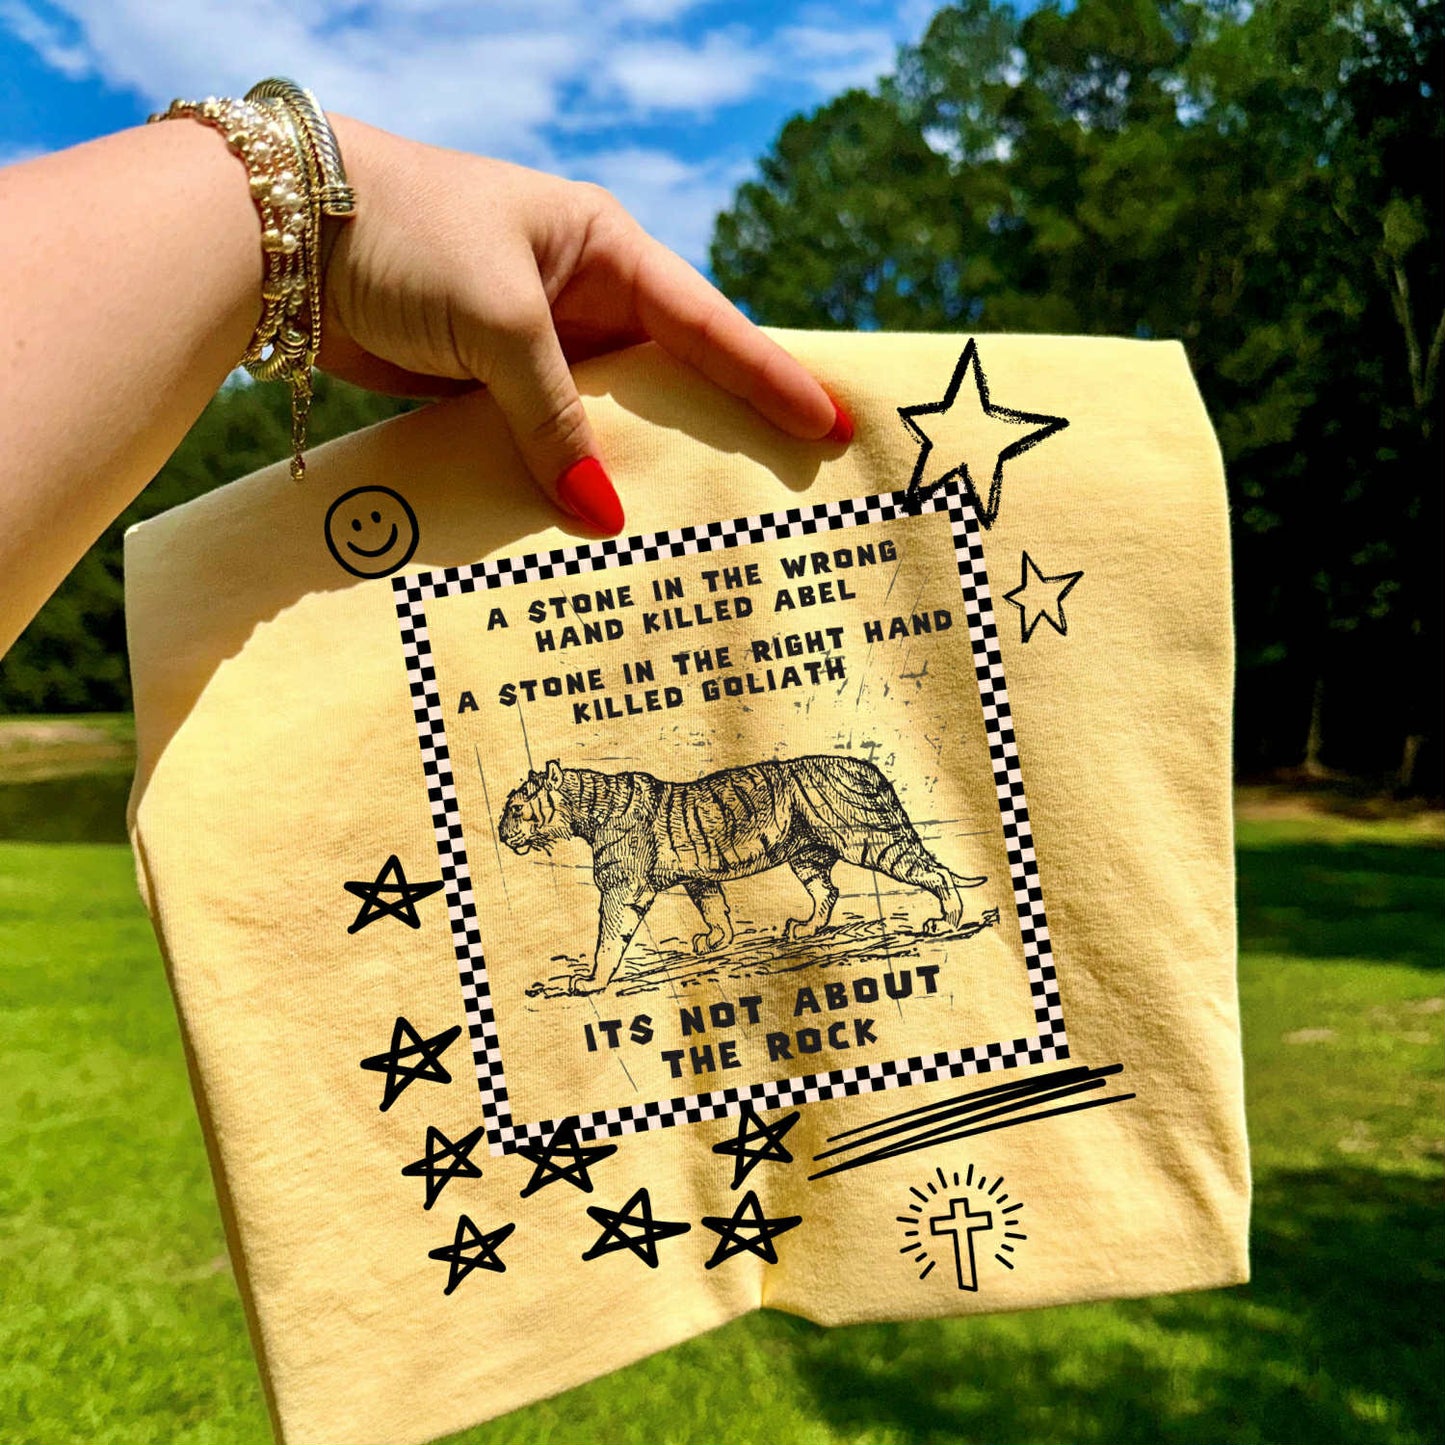 A STONE IN THE WRONG
HAND KILLED ABEL
A STONE IN THE RIGHT HAND
KILLED GOLIATH
ITS NOT ABOUT
THE ROCK